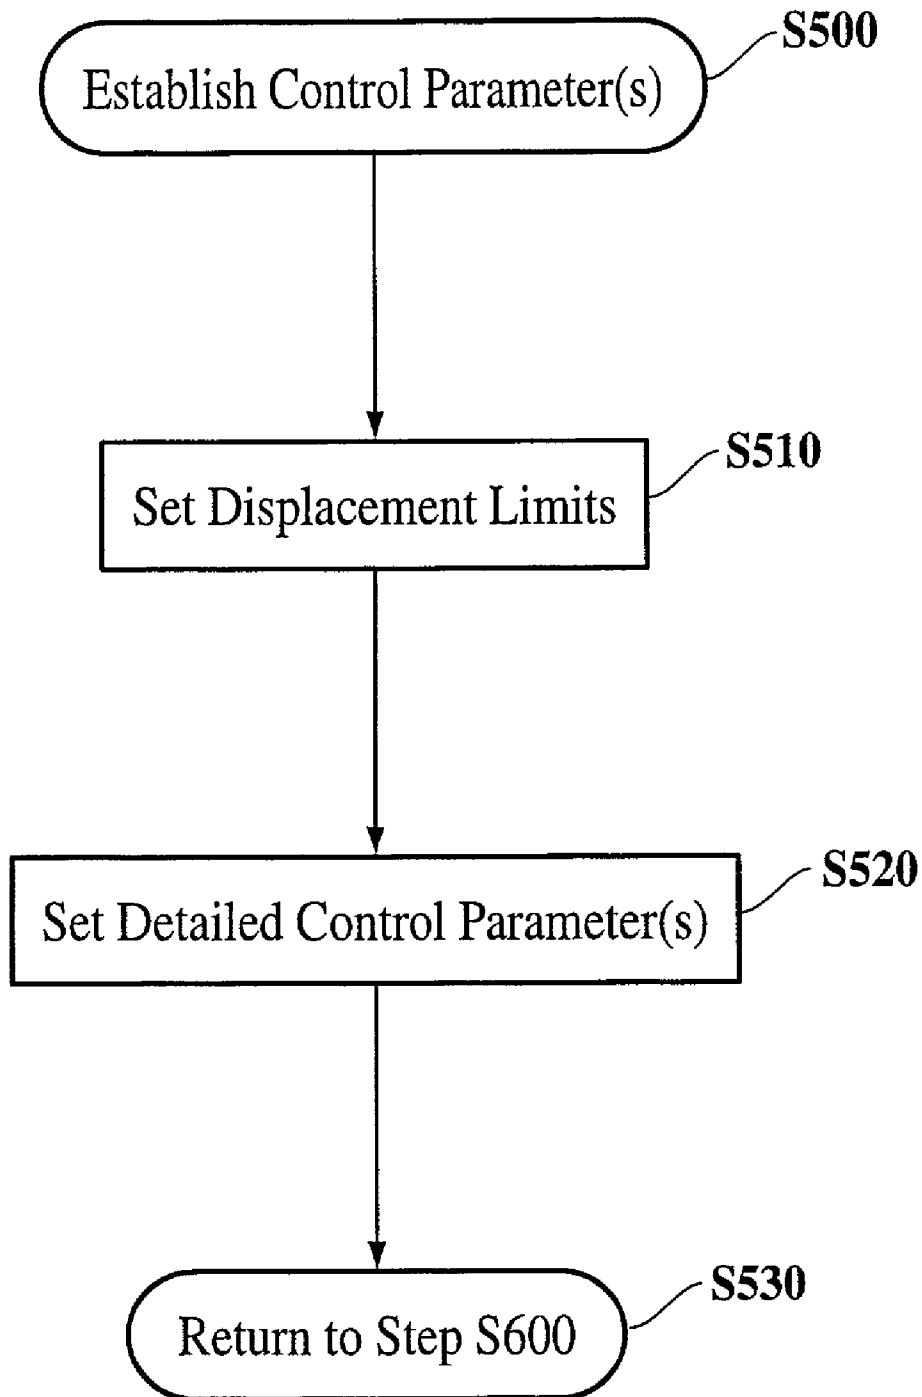 S500
Establish Control Parameter(s)
S510
Set Displacement Limits
S520
Set Detailed Control Parameter(s)
S530
Return to Step S600